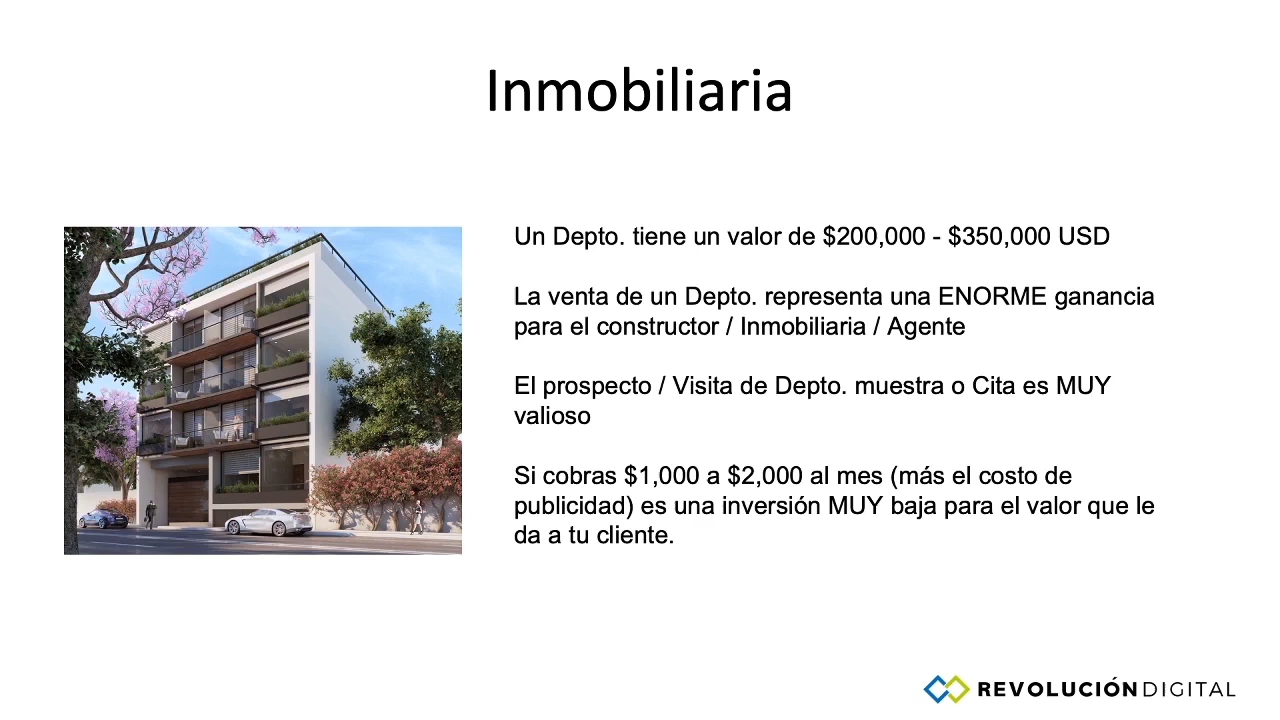 Inmobiliaria
Un Depto. tiene un valor de $200,000 - $350,000 USD
La venta de un Depto. representa una ENORME ganancia
para el constructor / Inmobiliaria / Agente
El prospecto / Visita de Depto. muestra o Cita es MUY
valioso
Si cobras $1,000 a $2,000 al mes (más el costo de
publicidad) es una inversión MUY baja para el valor que le
da a tu cliente.
REVOLUCIÓN DIGITAL